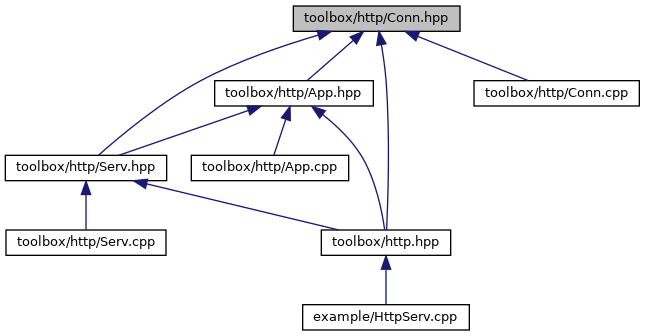 toolbox/http/Conn.hpp
toolbox/http/App.hpp
toolbox/http/Conn.cpp
toolbox/http/Serv.hpp
toolbox/http/App.cpp
toolbox/http/Serv.cpp
toolbox/http.hpp
example/HttpServ.cpp